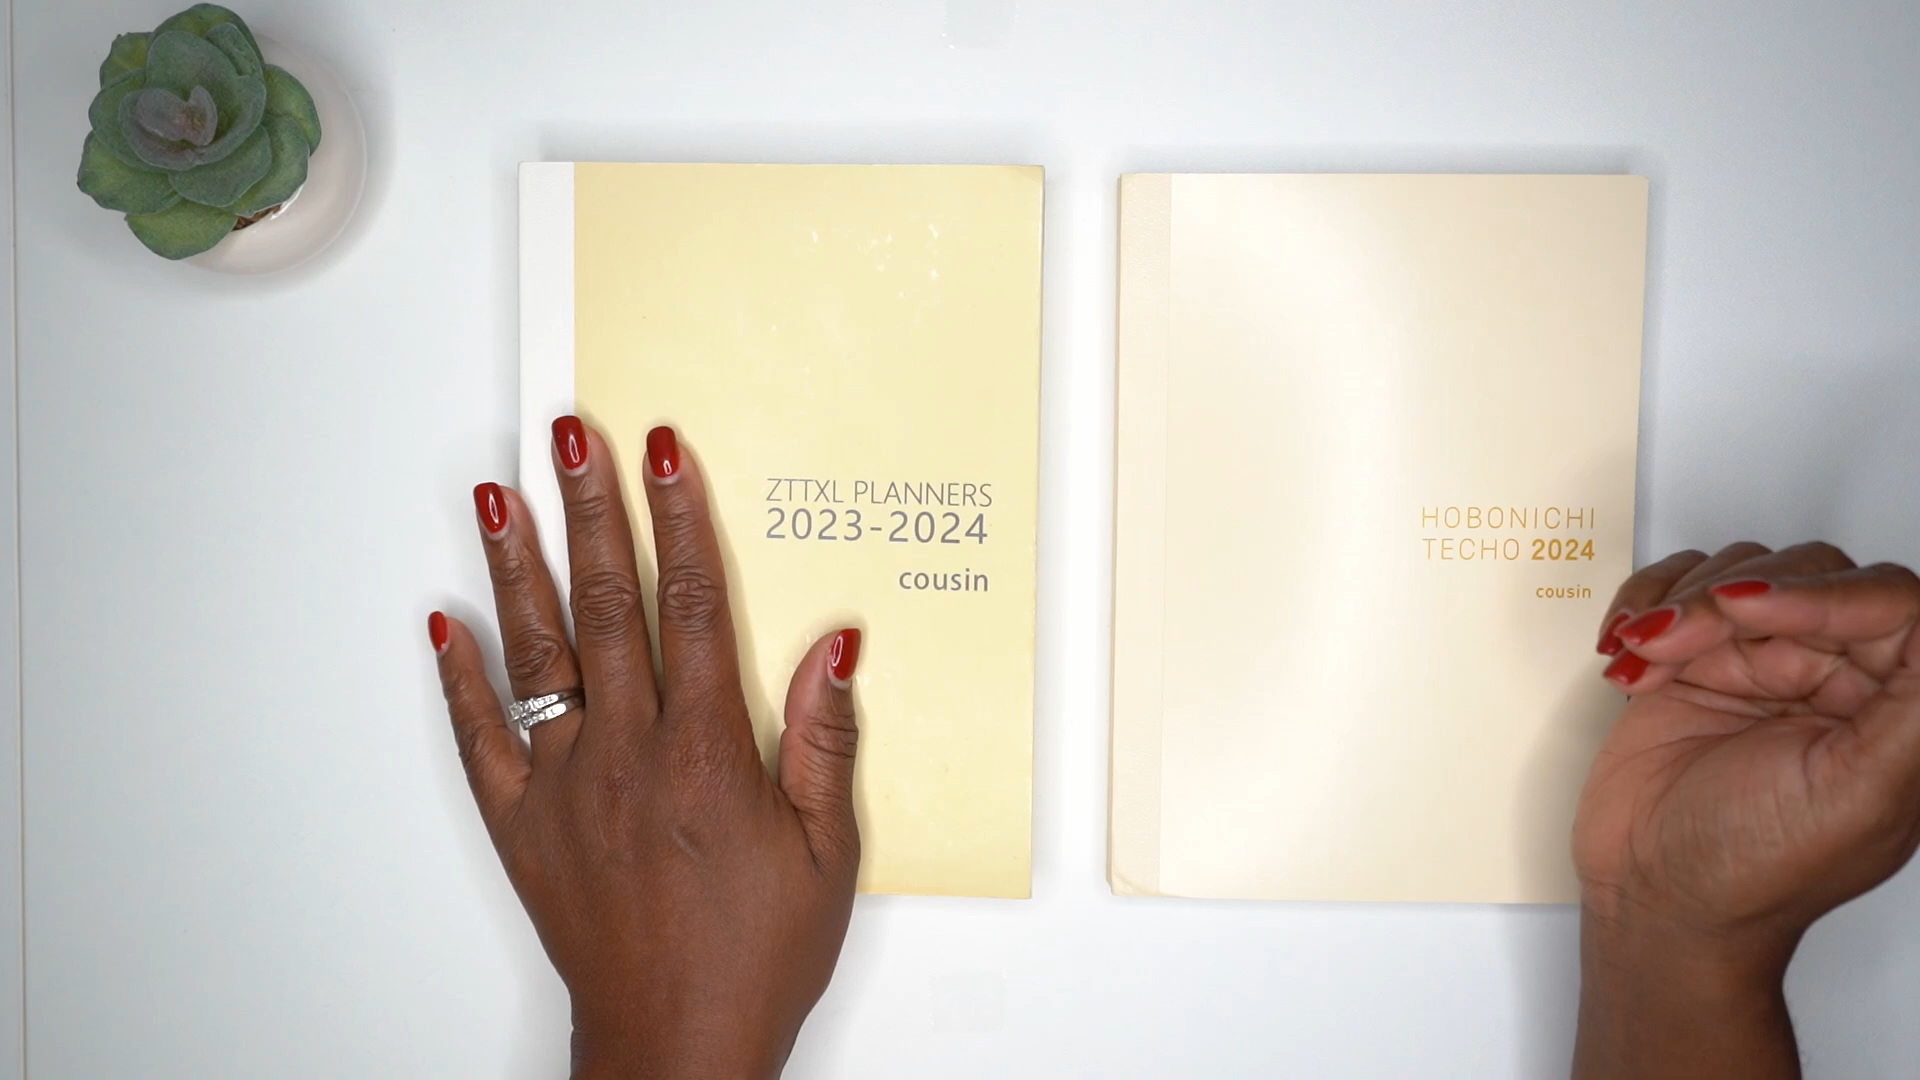 ZTTXL PLANNERS
2023-2024
cousin
HOBONICHI
TECHO 2024
cousin